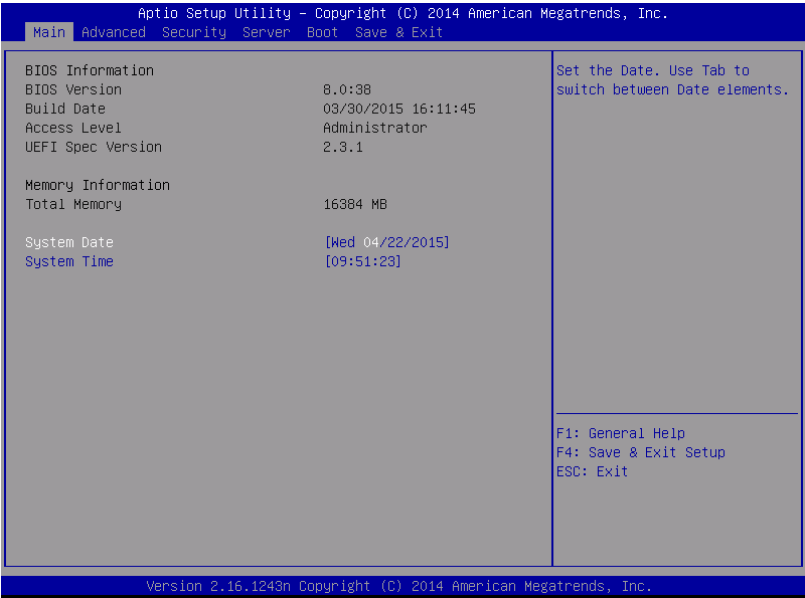 Aptio Setup Utility – Copyright (C) 2014 American Megatrends, Inc.
Main Advanced Security Server Boot Save & Exit
BIOS Information
BIOS Version 8.0:38
Build Date 03/30/2015 16:11:45
Access Level Administrator
UEFI Spec Version 2.3.1
Memory Information
Total Memory 16384 MB
System Date [Wed 04/22/2015]
System Time [09:51:23]
Set the Date. Use Tab to
switch between Date elements.
F1: General Help
F4: Save & Exit Setup
ESC: Exit
Version 2.16.1243n Copyright (C) 2014 American Megatrends, Inc.